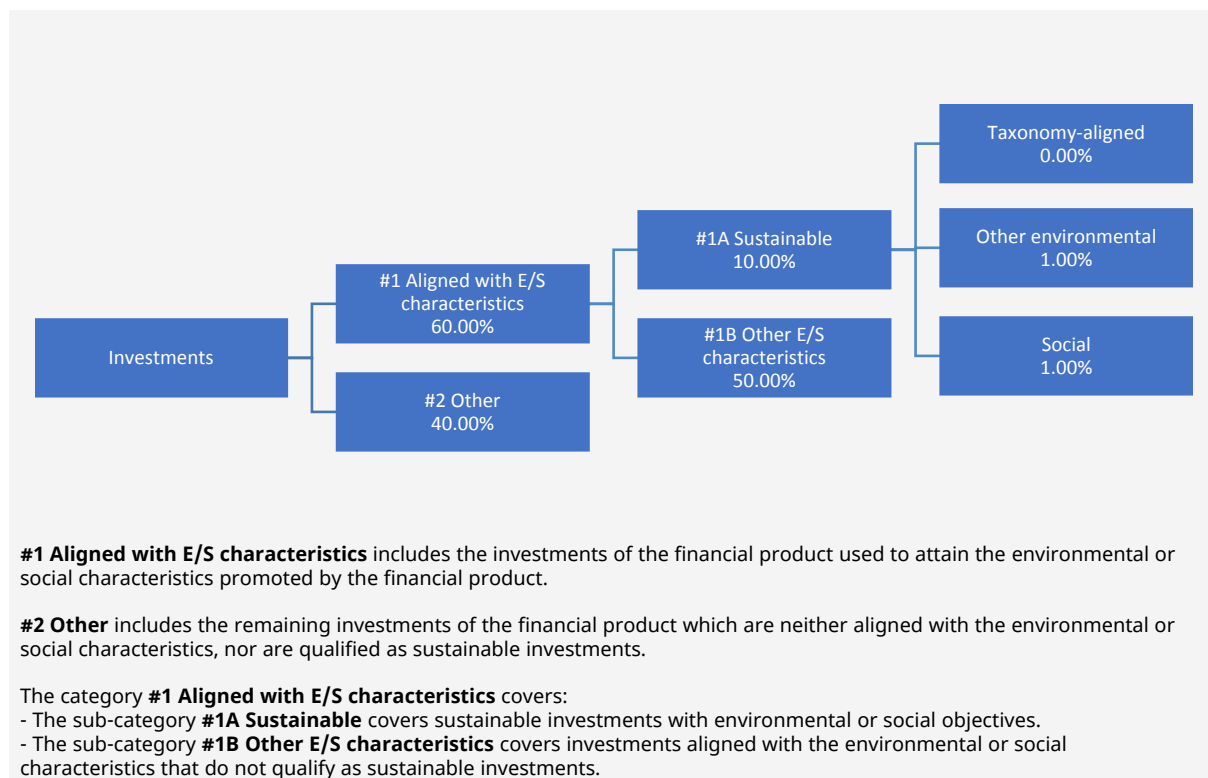 Investments
#1 Aligned with E/S
characteristics
60.00%
#2 Other
40.00%
#1A Sustainable
10.00%
#1B Other E/S
characteristics
50.00%
Taxonomy-aligned
0.00%
Other environmental
1.00%
Social
1.00%
#1 Aligned with E/S characteristics includes the investments of the financial product used to attain the environmental or
social characteristics promoted by the financial product.
#2 Other includes the remaining investments of the financial product which are neither aligned with the environmental or
social characteristics, nor are qualified as sustainable investments.
The category #1 Aligned with E/S characteristics covers:
- The sub-category #1A Sustainable covers sustainable investments with environmental or social objectives.
- The sub-category #1B Other E/S characteristics covers investments aligned with the environmental or social
characteristics that do not qualify as sustainable investments.